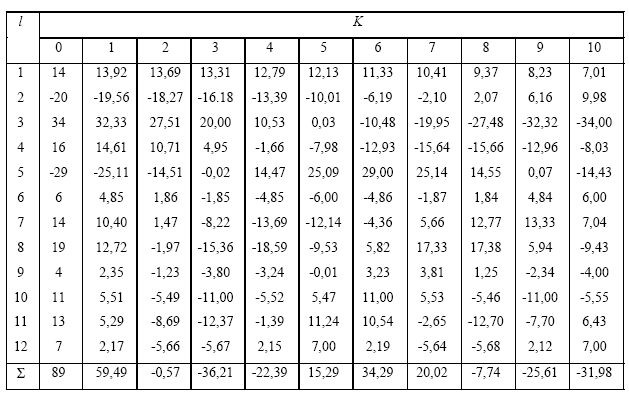 l K
0 1 2 3 4 5 6 7 8 9 10
1 14 13,92 13,69 13,31 12,79 12,13 11,33 10,41 9,37 8,23 7,01
2 -20 -19,56 -18,27 -16.18 -13,39 -10,01 -6,19 -2,10 2,07 6,16 9,98
3 34 32,33 27,51 20,00 10,53 0,03 -10,48 -19,95 -27,48 -32,32 -34,00
4 16 14,61 10,71 4,95 -1,66 -7,98 -12,93 -15,64 -15,66 -12,96 -8,03
5 -29 -25,11 -14,51 -0,02 14,47 25,09 29,00 25,14 14,55 0,07 -14,43
6 6 4,85 1,86 -1,85 -4,85 -6,00 -4,86 -1,87 1,84 4,84 6,00
7 14 10,40 1,47 -8,22 -13,69 -12,14 -4,36 5,66 12,77 13,33 7,04
8 19 12,72 -1,97 -15,36 -18,59 -9,53 5,82 17,33 17,38 5,94 -9,43
9 4 2,35 -1,23 -3,80 -3,24 -0,01 3,23 3,81 1,25 -2,34 -4,00
10 11 5,51 -5,49 -11,00 -5,52 5,47 11,00 5,53 -5,46 -11,00 -5,55
11 13 5,29 -8,69 -12,37 -1,39 11,24 10,54 -2,65 -12,70 -7,70 6,43
12 7 2,17 -5,66 -5,67 2,15 7,00 2,19 -5,64 -5,68 2,12 7,00
Σ 89 59,49 -0,57 -36,21 -22,39 15,29 34,29 20,02 -7,74 -25,61 -31,98